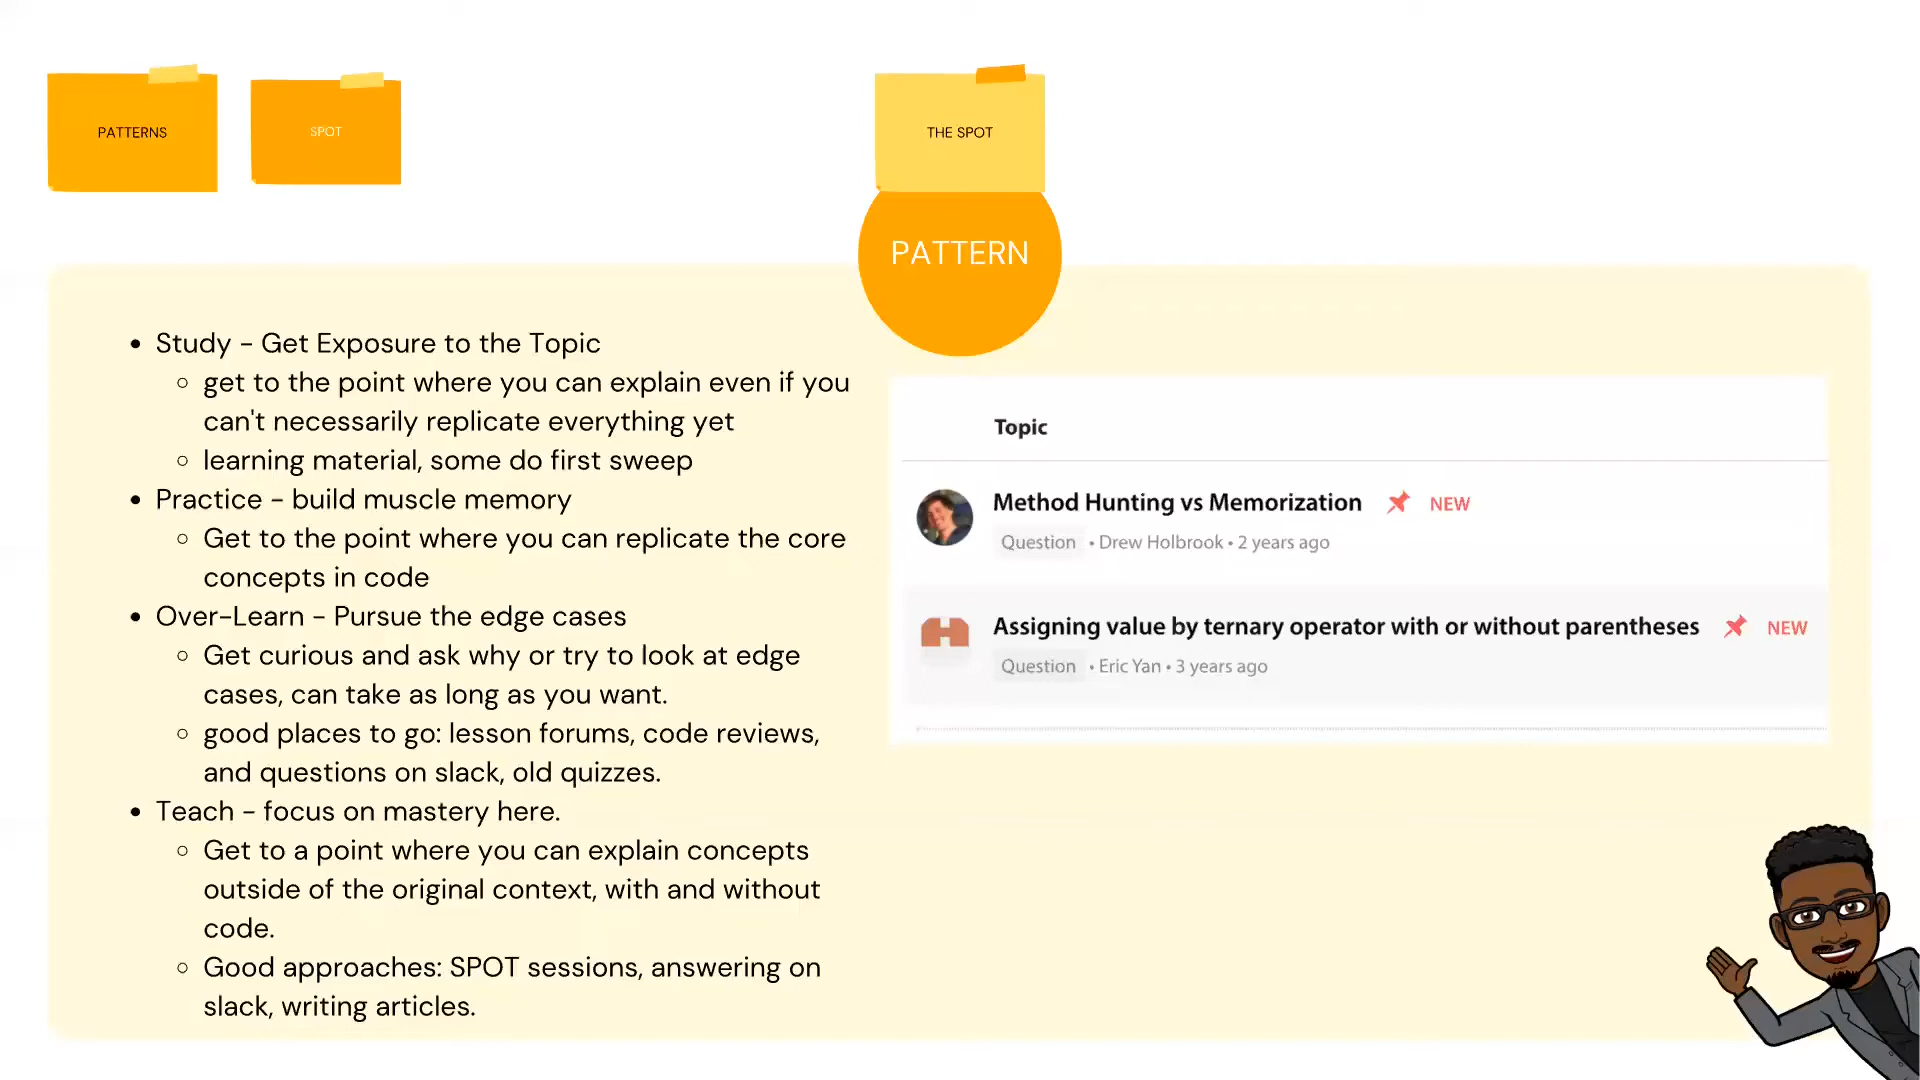 PATTERNS
SPOT
THE SPOT
PATTERN
• Study - Get Exposure to the Topic
◦ get to the point where you can explain even if you
can't necessarily replicate everything yet
◦ learning material, some do first sweep
• Practice - build muscle memory
◦ Get to the point where you can replicate the core
concepts in code
• Over-Learn - Pursue the edge cases
◦ Get curious and ask why or try to look at edge
cases, can take as long as you want.
◦ good places to go: lesson forums, code reviews,
and questions on slack, old quizzes.
• Teach - focus on mastery here.
◦ Get to a point where you can explain concepts
outside of the original context, with and without
code.
◦ Good approaches: SPOT sessions, answering on
slack, writing articles.
Topic
Method Hunting vs Memorization NEW
Question • Drew Holbrook • 2 years ago
Assigning value by ternary operator with or without parentheses NEW
Question • Eric Yan • 3 years ago